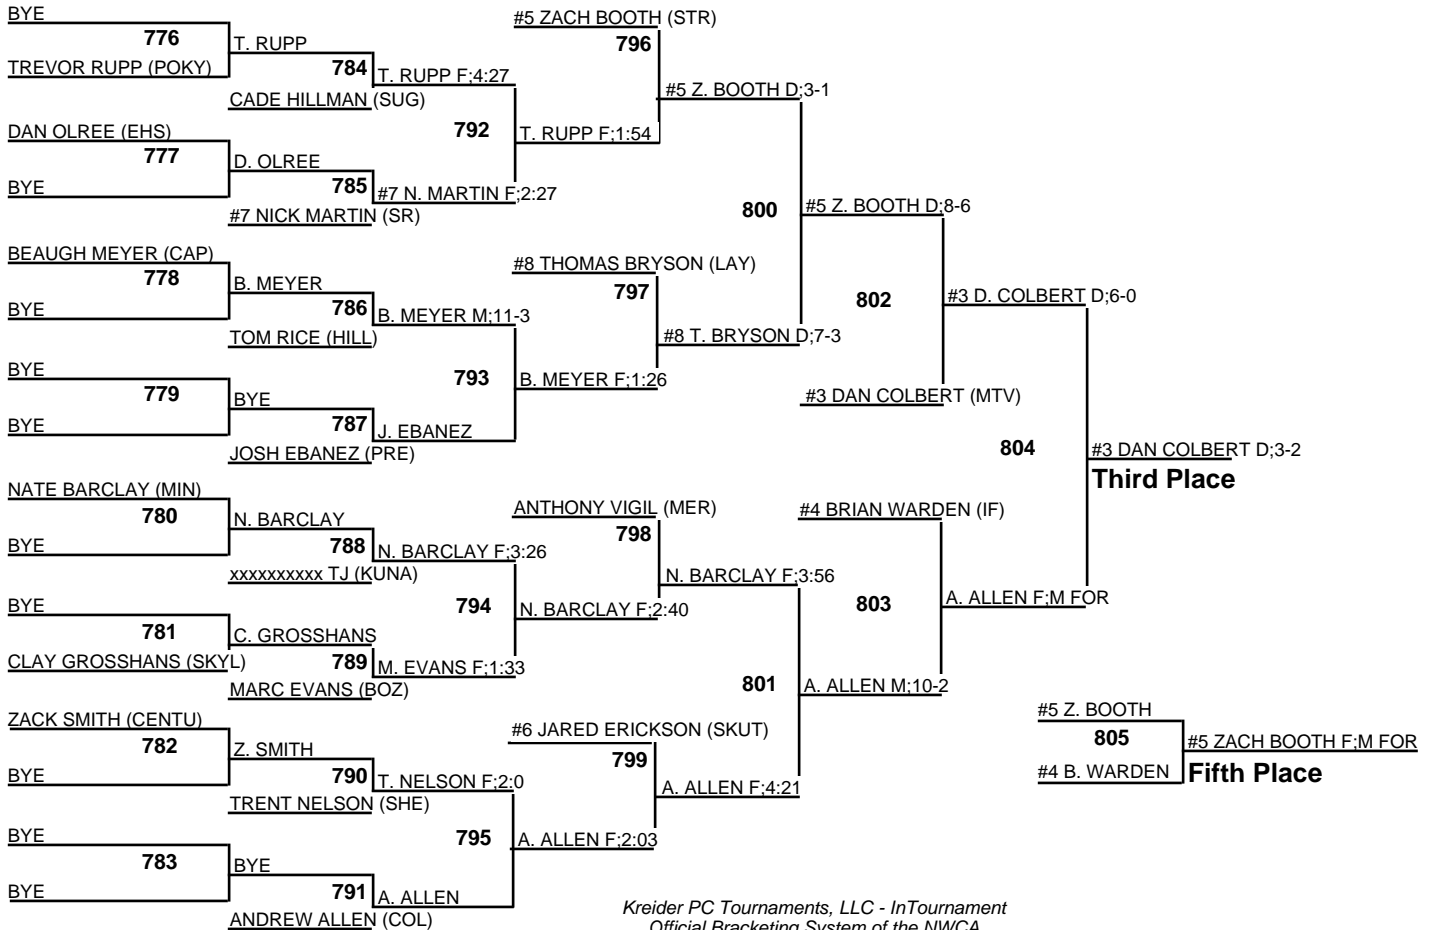 BYE
#5 ZACH BOOTH (STR)
776
T. RUPP
796
TREVOR RUPP (POKY)
784
T. RUPP F;4:27
#5 Z. BOOTH D;3-1
CADE HILLMAN (SUG)
DAN OLREE (EHS)
792
T. RUPP F;1:54
777
D. OLREE
BYE
785
#7 N. MARTIN F;2:27
800
#5 Z. BOOTH D;8-6
#7 NICK MARTIN (SR)
BEAUGH MEYER (CAP)
#8 THOMAS BRYSON (LAY)
778
B. MEYER
797
802
#3 D. COLBERT D;6-0
BYE
786
B. MEYER M;11-3
TOM RICE (HILL)
#8 T. BRYSON D;7-3
BYE
793
B. MEYER F;1:26
779
BYE
#3 DAN COLBERT (MTV)
BYE
787
J. EBANEZ
804
#3 DAN COLBERT D;3-2
JOSH EBANEZ (PRE)
Third Place
NATE BARCLAY (MIN)
ANTHONY VIGIL (MER)
#4 BRIAN WARDEN (IF)
780
N. BARCLAY
798
BYE
788
N. BARCLAY F;3:26
xxxxxxxxxx TJ (KUNA)
N. BARCLAY F;3:56
BYE
794
N. BARCLAY F;2:40
803
A. ALLEN F;M FOR
781
C. GROSSHANS
CLAY GROSSHANS (SKYL)
789
M. EVANS F;1:33
801
A. ALLEN M;10-2
MARC EVANS (BOZ)
ZACK SMITH (CENTU)
#6 JARED ERICKSON (SKUT)
#5 Z. BOOTH
782
Z. SMITH
799
805
#5 ZACH BOOTH F;M FOR
BYE
790
T. NELSON F;2:0
A. ALLEN F;4:21
#4 B. WARDEN
Fifth Place
TRENT NELSON (SHE)
BYE
795
A. ALLEN F;2:03
783
BYE
BYE
791
A. ALLEN
ANDREW ALLEN (COL)
Kreider PC Tournaments, LLC - InTournament
Official Bracketing System of the NWCA